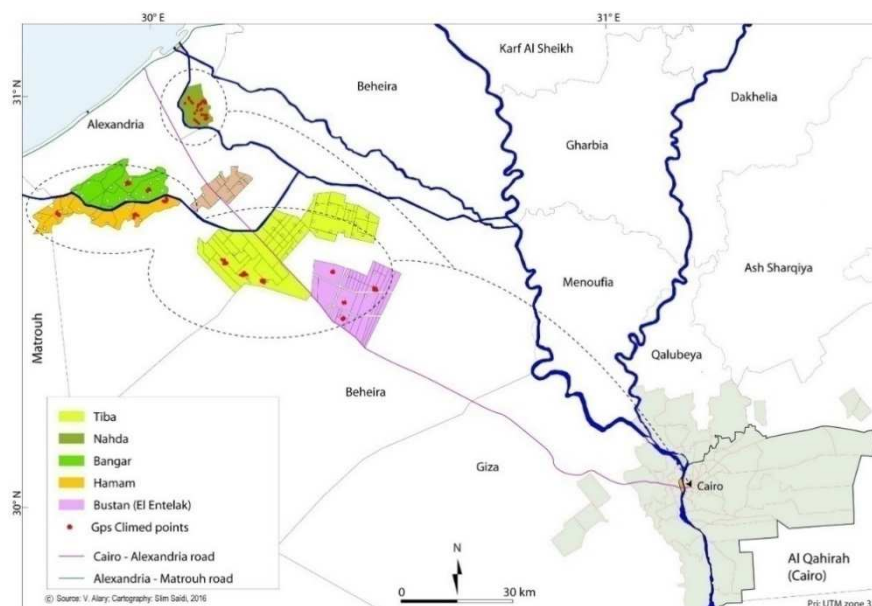 30°E
31°E
Karf Al Sheikh
31°N
Beheira
Dakhelia
Alexandria
Gharbia
Menoufia
Ash Sharqiya
Matrouh
Qalubeya
Beheira
Tiba
Nahda
Bangar
Hamam
Bustan (El Entelak)
Gps Climed points
Cairo - Alexandria road
Alexandria - Matrouh road
Giza
Cairo
30°N
N
0
30 km
Al Qahirah
(Cairo)
© Source: V. Alary; Cartography: Slim Saïdi, 2016
Prj: UTM zone 3